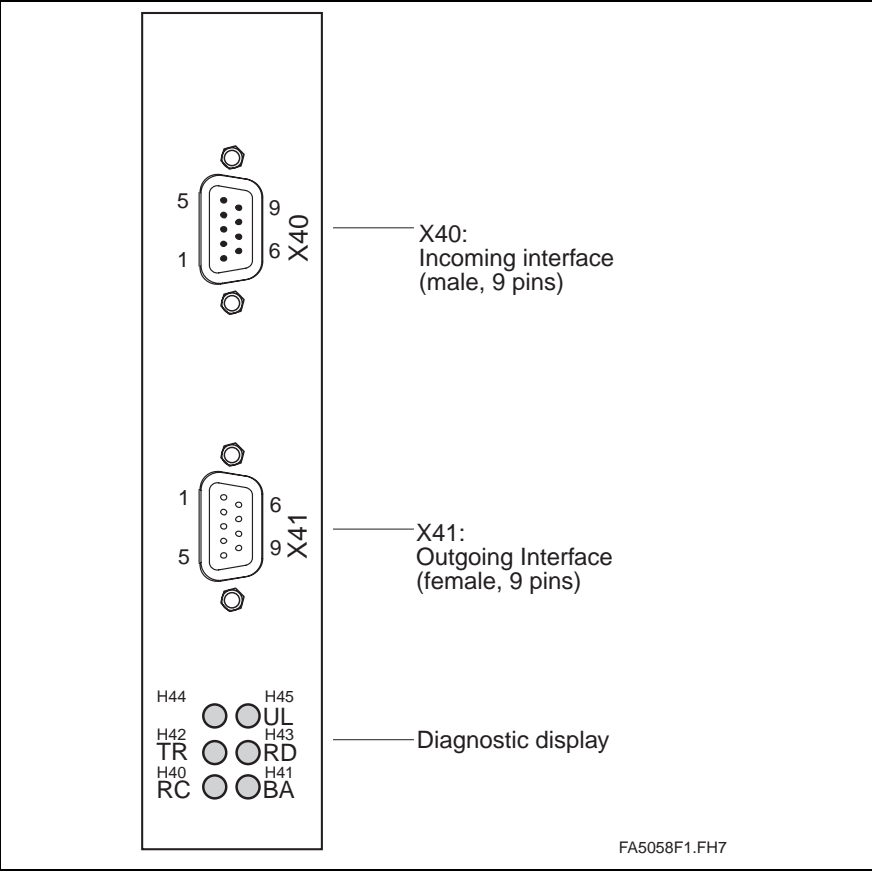 5
9
X40
1
6
X40:
Incoming interface
(male, 9 pins)
1
6
X41
5
9
X41:
Outgoing Interface
(female, 9 pins)
H44
H45
UL
H42
H43
TR
RD
Diagnostic display
H40
H41
RC
BA
FA5058F1.FH7